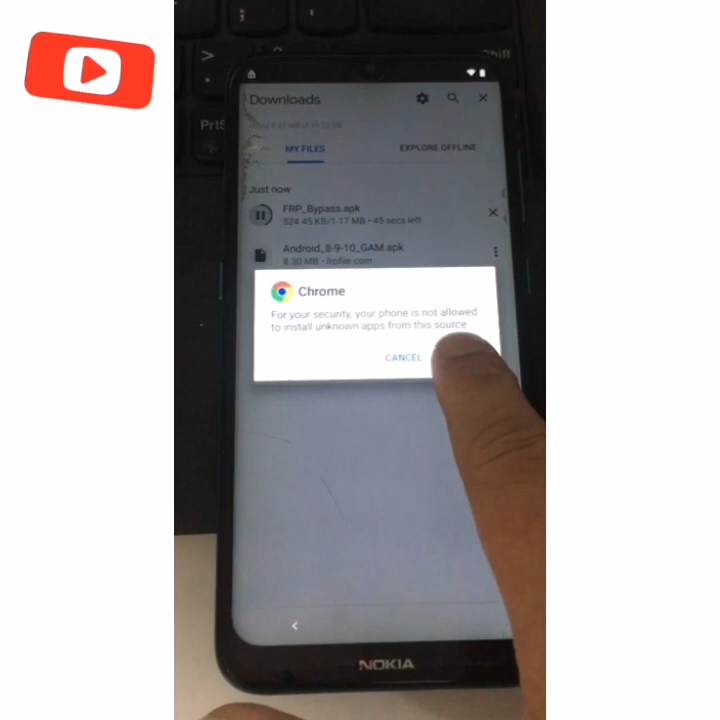 Shift
>
PrtS
Downloads
MY FILES
EXPLORE OFFLINE
Just now
FRP_Bypass.apk
524.45 KB/1.17 MB • 45 secs left
Android_8-9-10_GAM.apk
8.30 MB • frpfile.com
Chrome
For your security, your phone is not allowed
to install unknown apps from this source
CANCEL
NOKIA